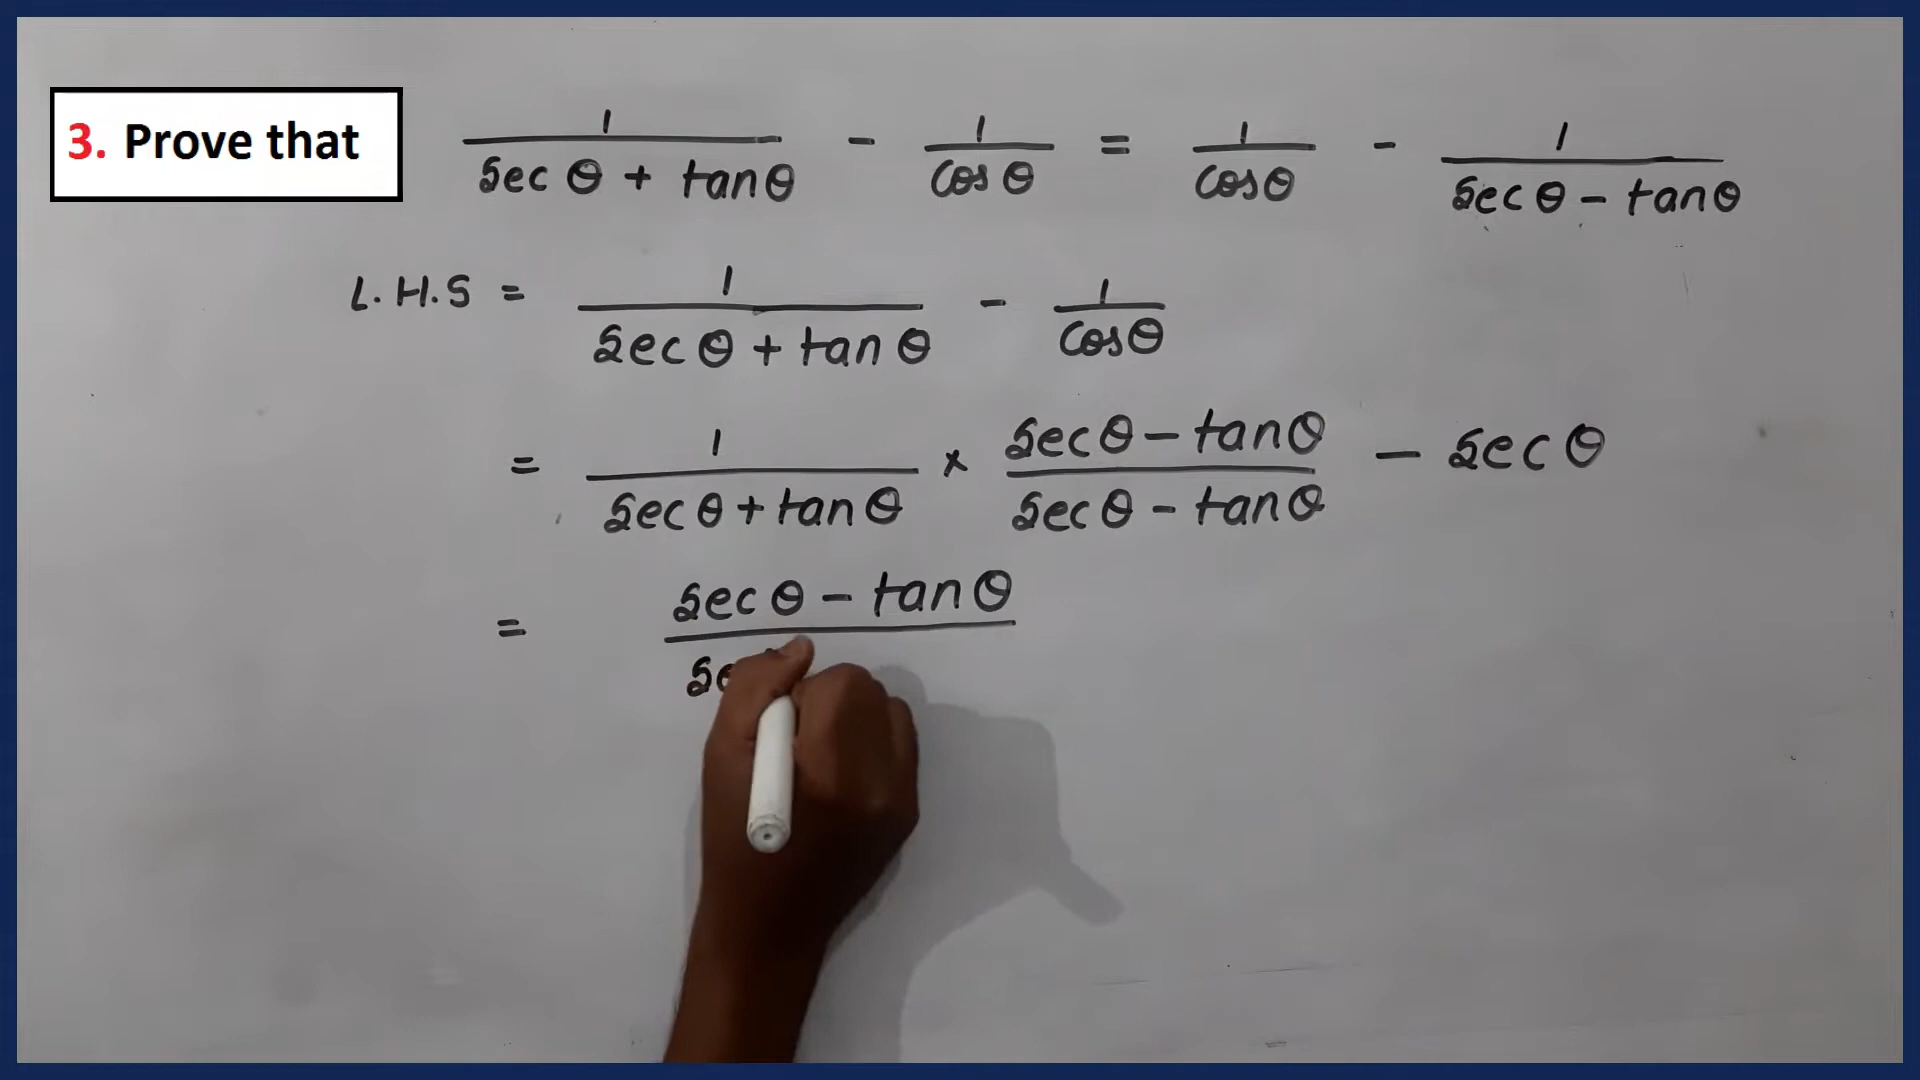 3. Prove that 1/(sec θ + tan θ) - 1/cos θ = 1/cos θ - 1/(sec θ - tan θ)
L.H.S = 1/(sec θ + tan θ) - 1/cos θ
= 1/(sec θ + tan θ) × (sec θ - tan θ)/(sec θ - tan θ) - sec θ
= (sec θ - tan θ)/